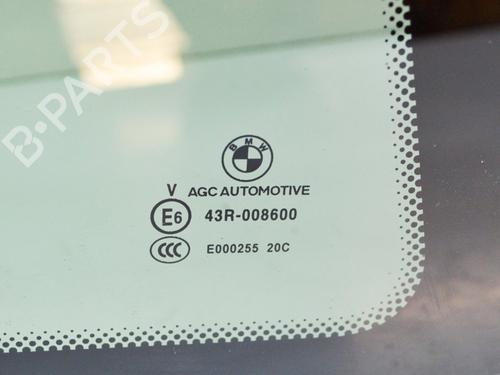 B-PARTS
BMW
V AGC AUTOMOTIVE
E6 43R-008600
CCC E000255 20C